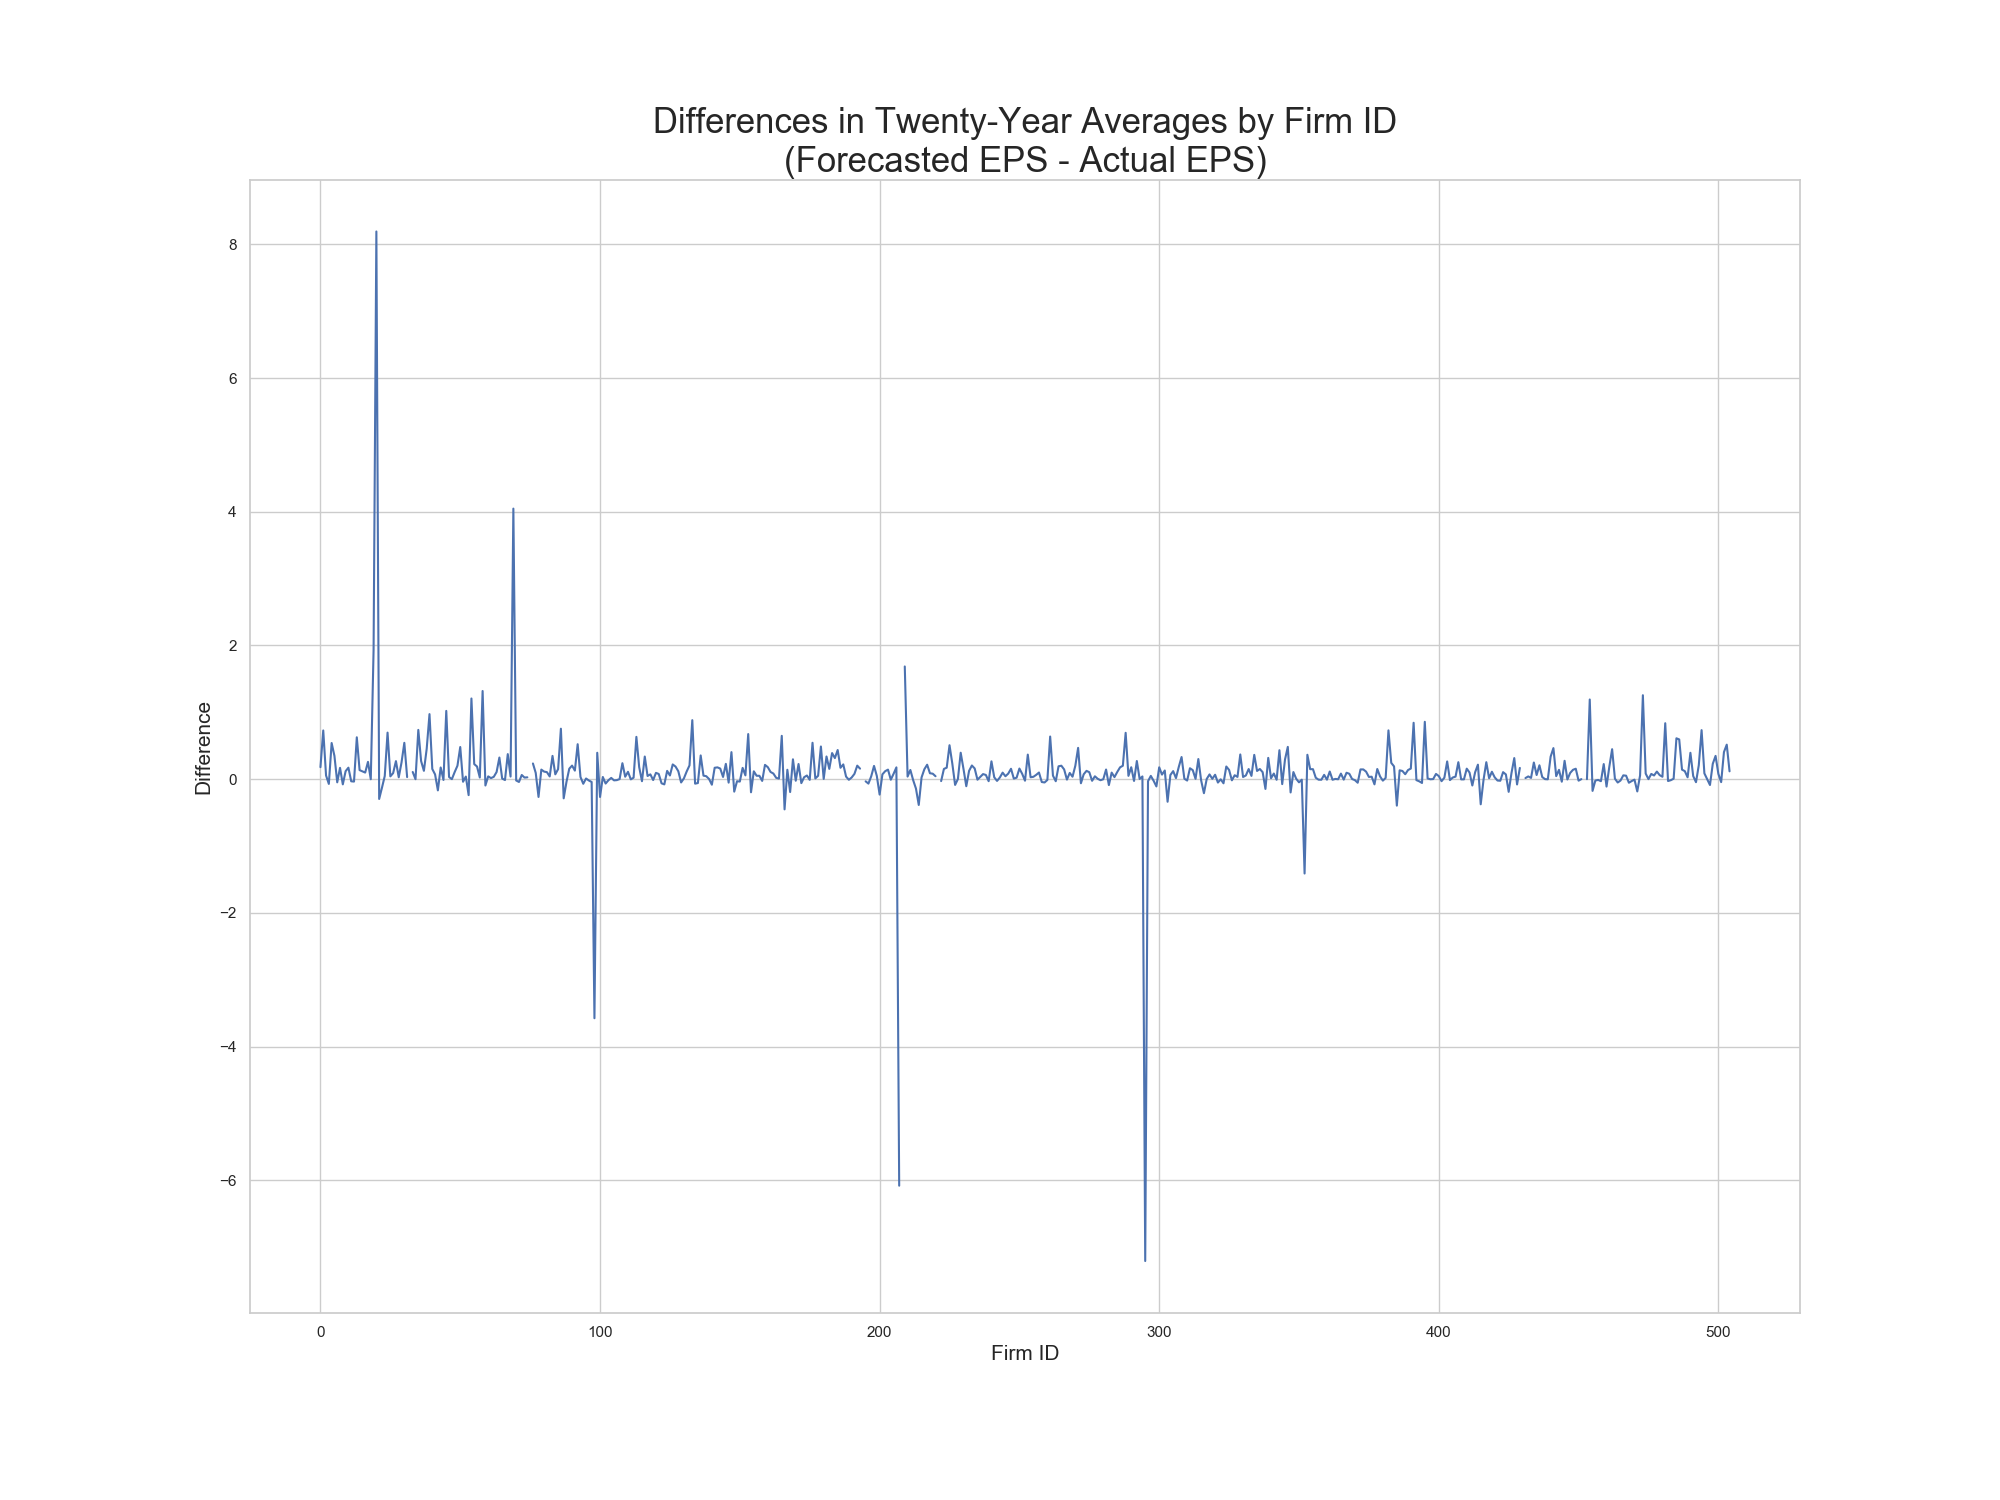 Differences in Twenty-Year Averages by Firm ID
(Forecasted EPS - Actual EPS)
8
6
4
2
0
−2
−4
−6
Difference
0 100 200 300 400 500
Firm ID